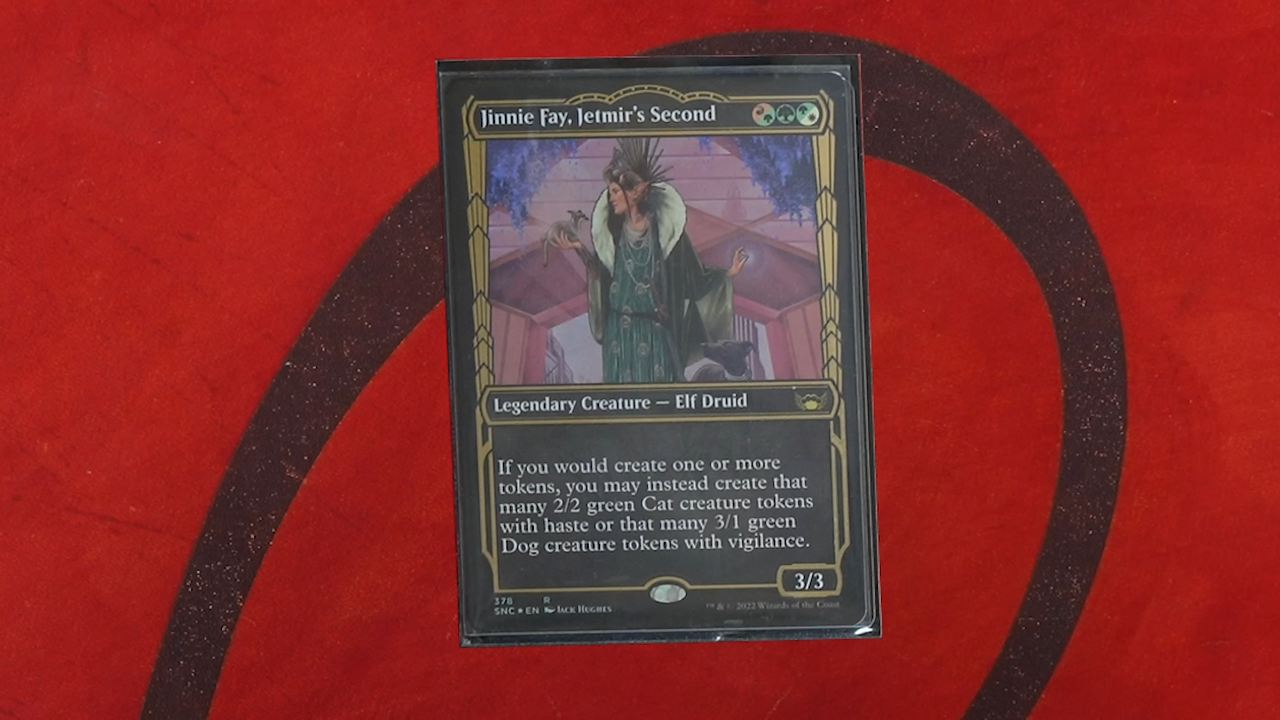 Jinnie Fay, Jetmir's Second
Legendary Creature — Elf Druid
If you would create one or more
tokens, you may instead create that
many 2/2 green Cat creature tokens
with haste or that many 3/1 green
Dog creature tokens with vigilance.
3/3
378 R
SNC ★ EN Jack Hughes
™ & © 2022 Wizards of the Coast